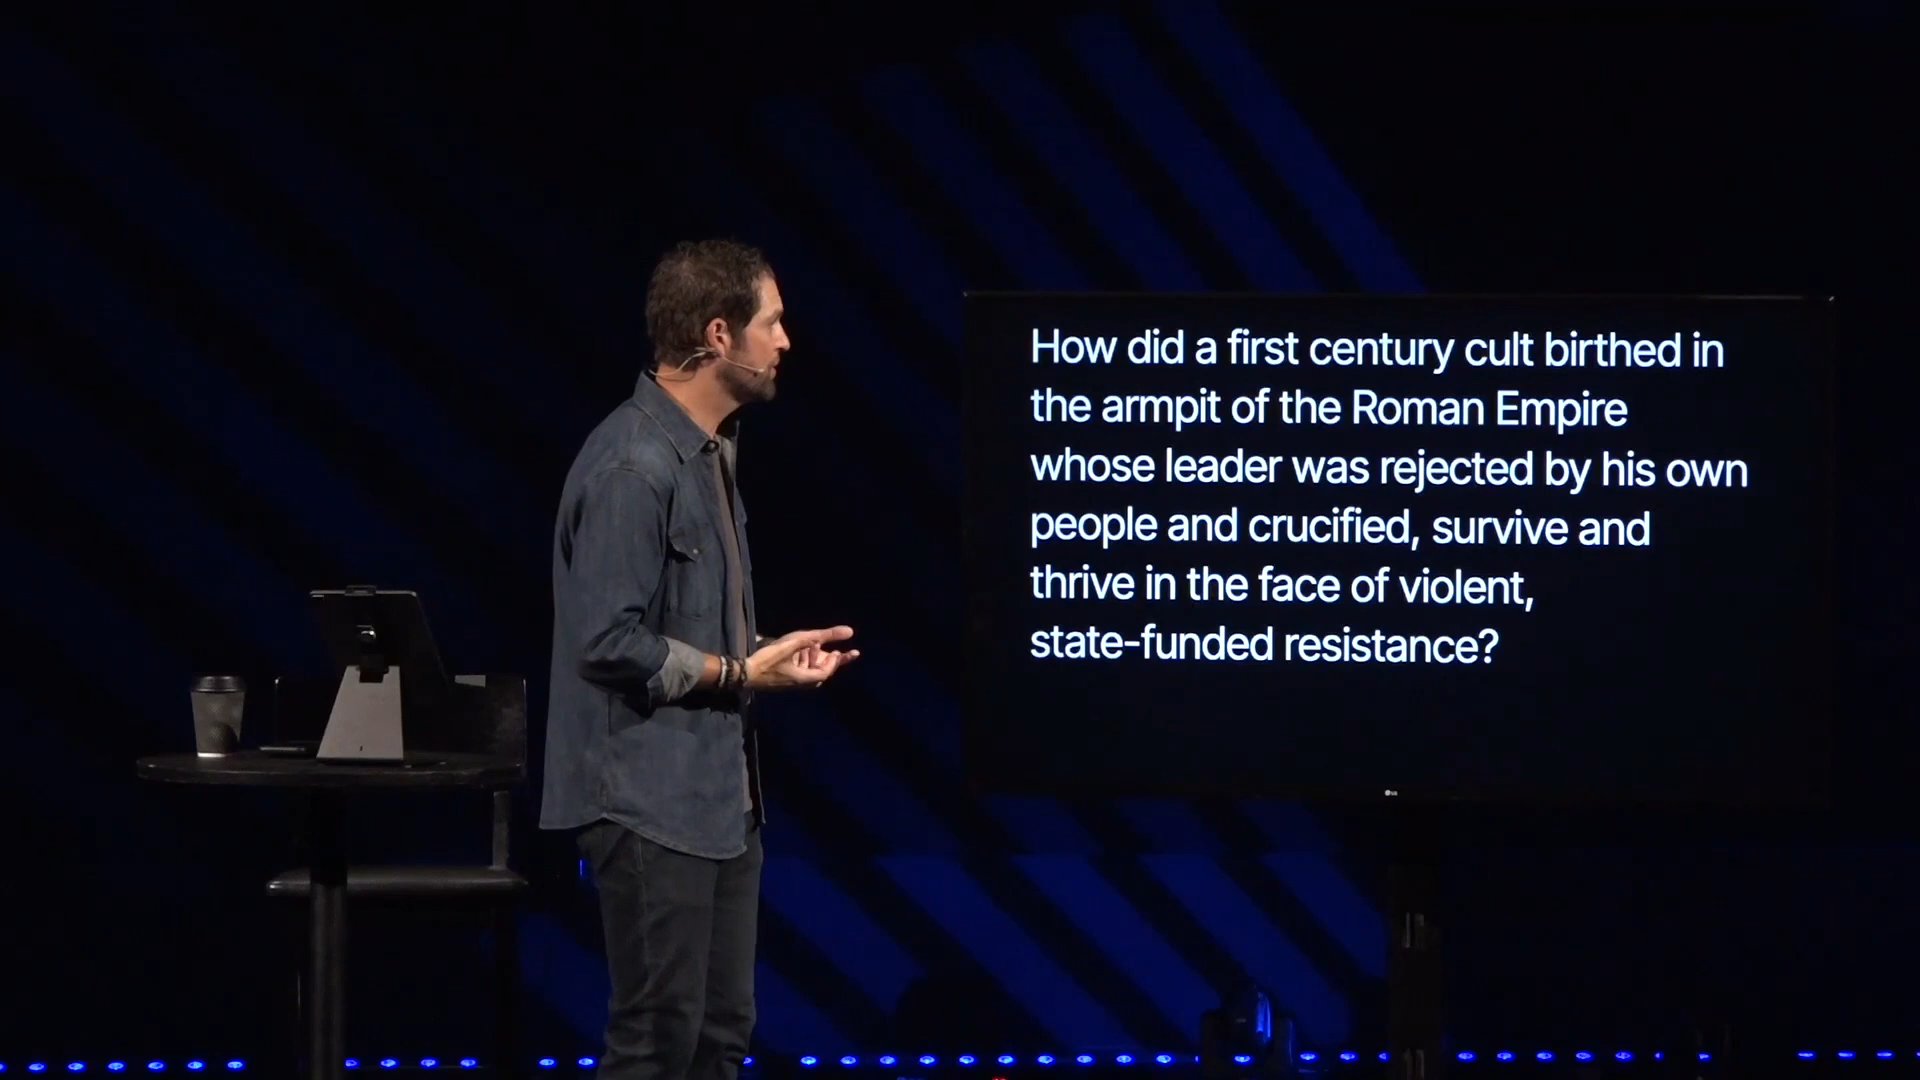 How did a first century cult birthed in
the armpit of the Roman Empire
whose leader was rejected by his own
people and crucified, survive and
thrive in the face of violent,
state-funded resistance?
LG